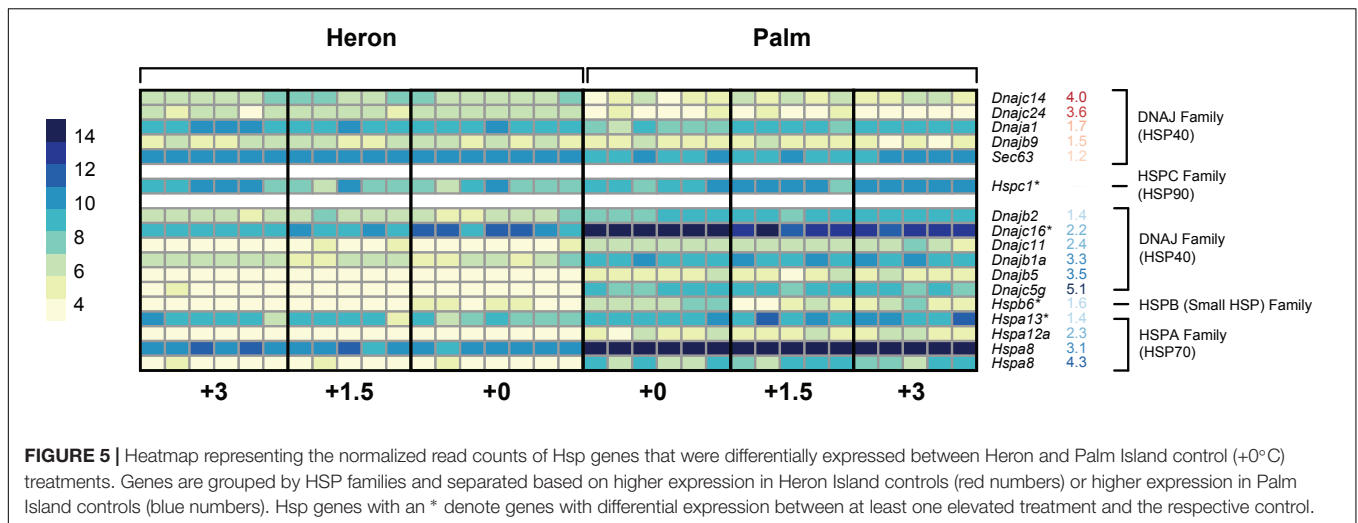 Heron Palm
14
12
10
8
6
4
Dnajc14 4.0
Dnajc24 3.6
Dnaja1 1.7
Dnajb9 1.5
Sec63 1.2
DNAJ Family
(HSP40)
Hspc1*
HSPC Family
(HSP90)
Dnajb2 1.4
Dnajc16* 2.2
Dnajc11 2.4
Dnajb1a 3.3
Dnajb5 3.5
Dnajc5g 5.1
DNAJ Family
(HSP40)
Hspb6* 1.6
HSPB (Small HSP) Family
Hspa13* 1.4
Hspa12a 2.3
Hspa8 3.1
Hspa8 4.3
HSPA Family
(HSP70)
+3 +1.5 +0 +0 +1.5 +3
FIGURE 5 | Heatmap representing the normalized read counts of Hsp genes that were differentially expressed between Heron and Palm Island control (+0°C)
treatments. Genes are grouped by HSP families and separated based on higher expression in Heron Island controls (red numbers) or higher expression in Palm
Island controls (blue numbers). Hsp genes with an * denote genes with differential expression between at least one elevated treatment and the respective control.